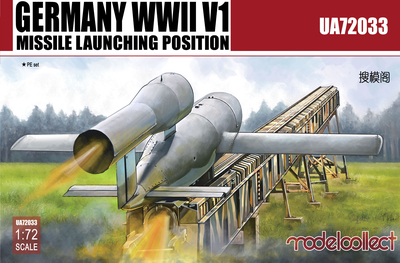 GERMANY WWII V1
MISSILE LAUNCHING POSITION
UA72033
★ PE set
搜模阁
UA72033
1:72
SCALE
modelcollect